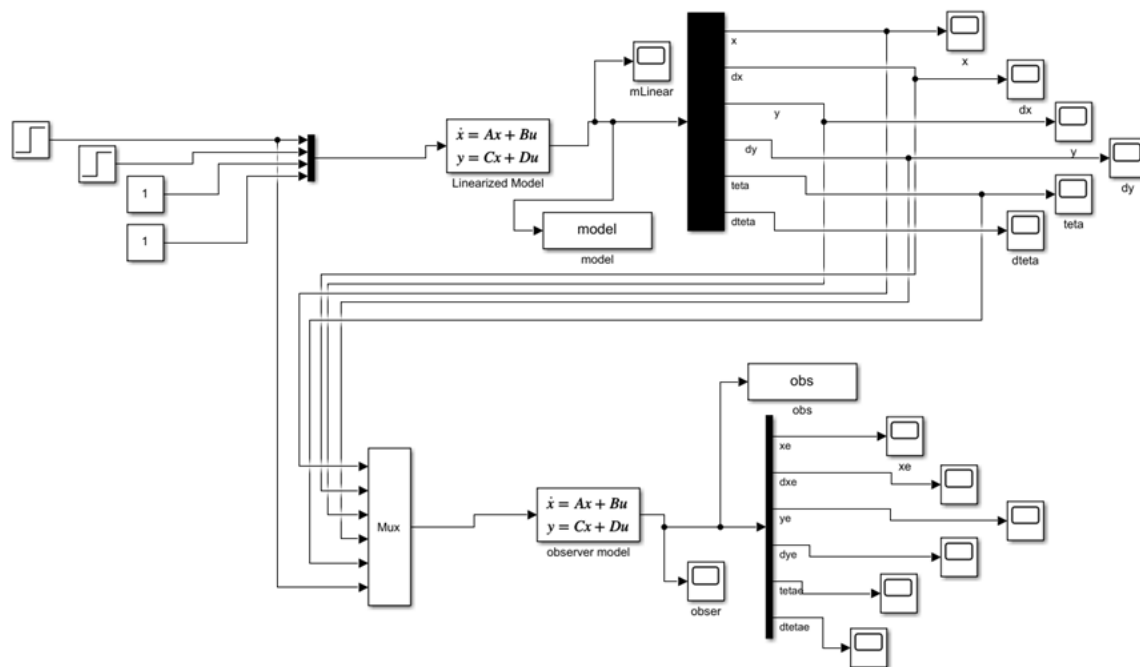 x
x
dx
dx
mLinear
y
y
ẋ = Ax + Bu
y = Cx + Du
Linearized Model
dy
dy
1
teta
teta
1
model
model
dteta
dteta
obs
obs
xe
xe
dxe
Mux
ẋ = Ax + Bu
y = Cx + Du
observer model
ye
dye
obser
tetae
dtetae